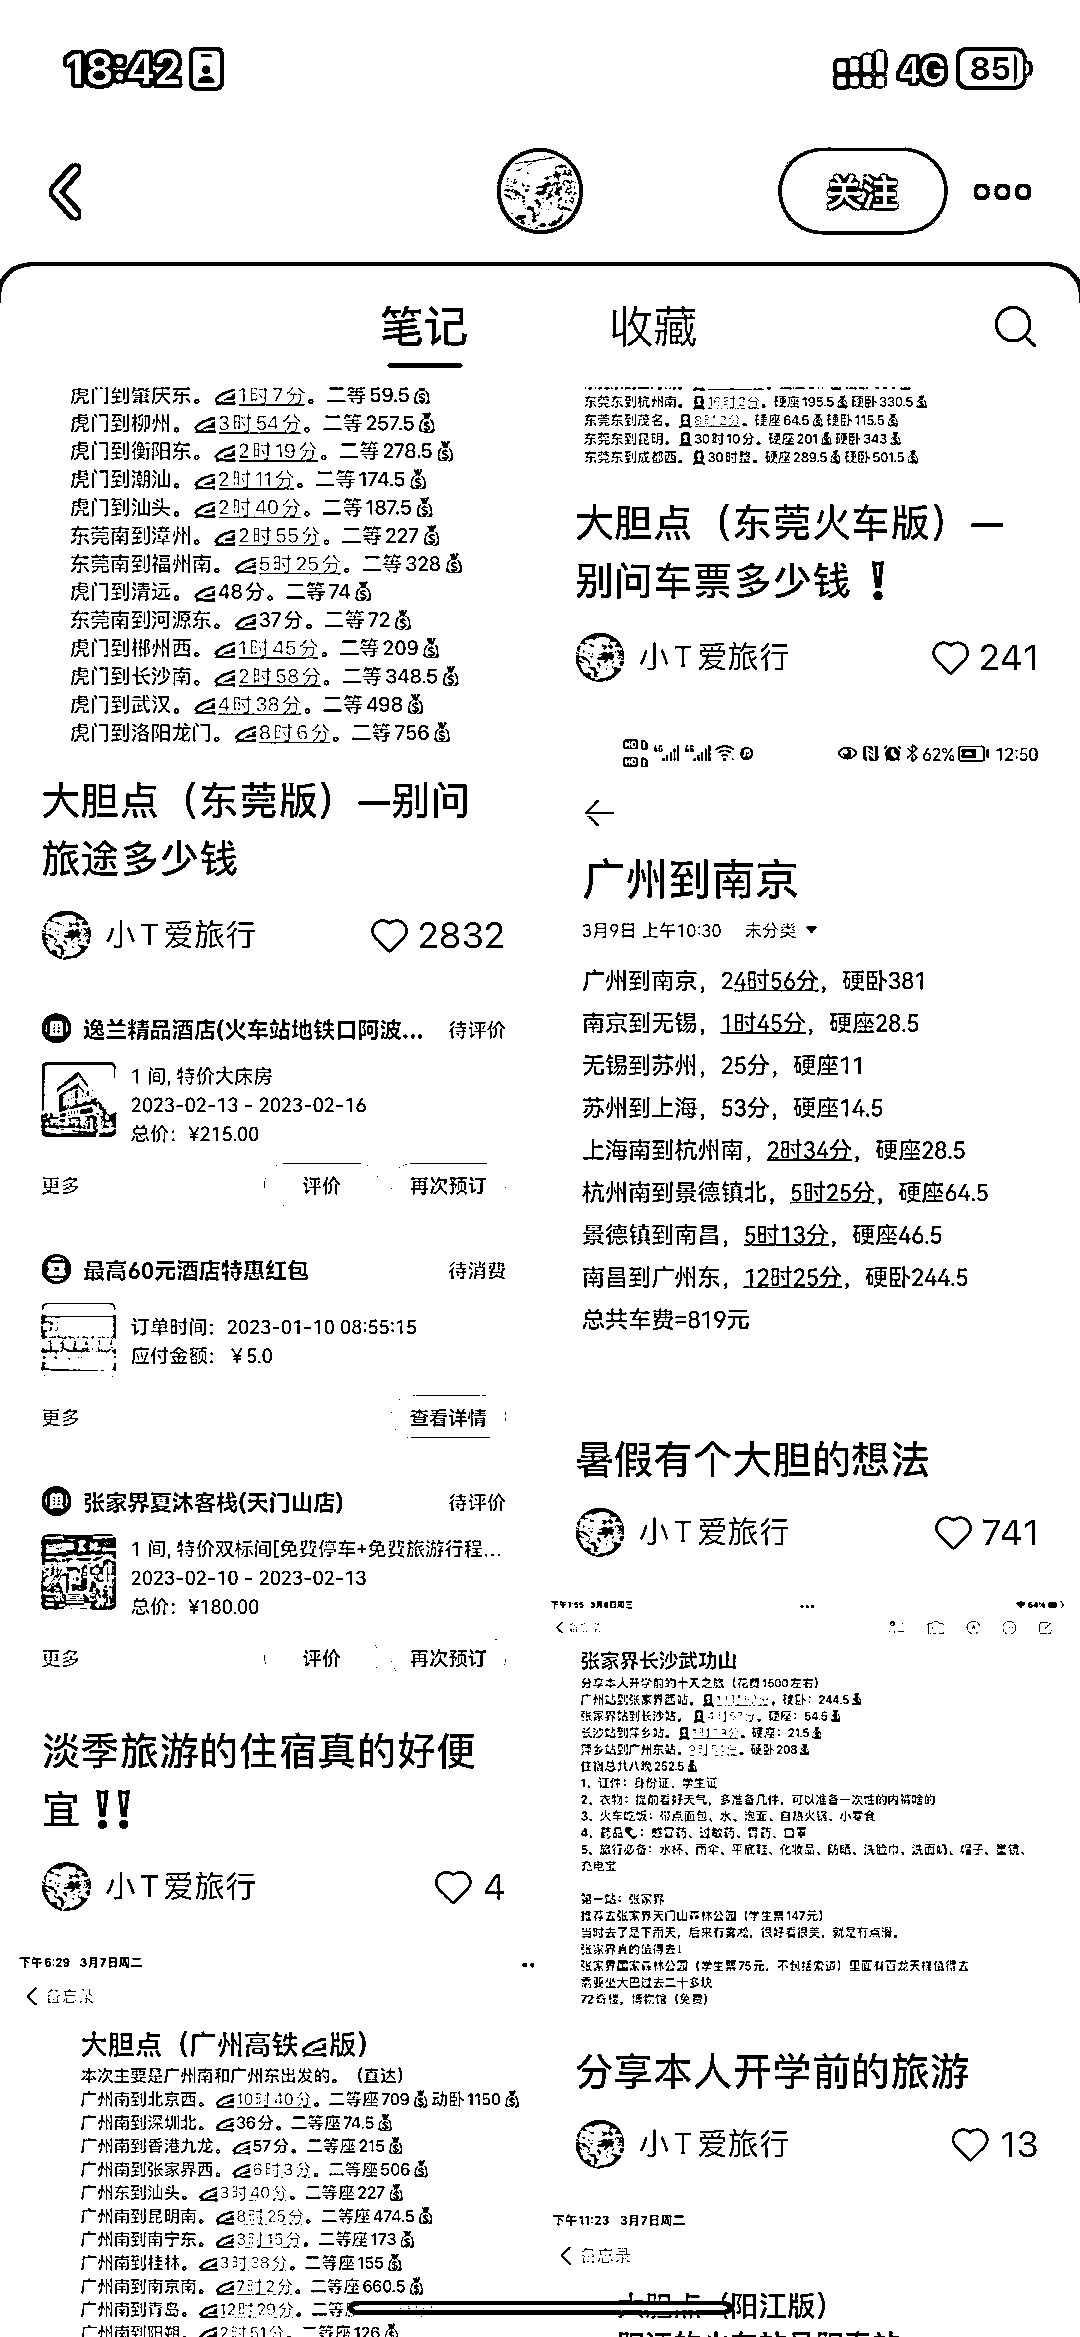 18:42
4G 85
关注
笔记
收藏
虎门到肇庆东。1时7分。二等59.5
虎门到柳州。3时54分。二等257.5
虎门到衡阳东。2时19分。二等278.5
虎门到潮汕。2时11分。二等174.5
虎门到汕头。2时40分。二等187.5
东莞南到漳州。2时55分。二等227
东莞南到福州南。5时25分。二等328
虎门到清远。48分。二等74
东莞南到河源东。37分。二等72
虎门到郴州西。1时45分。二等209
虎门到长沙南。2时58分。二等348.5
虎门到武汉。4时38分。二等498
虎门到洛阳龙门。8时6分。二等756
大胆点（东莞版）—别问
旅途多少钱
小T爱旅行
2832
逸兰精品酒店(火车站地铁口阿波...
待评价
1 间, 特价大床房
2023-02-13 - 2023-02-16
总价：¥215.00
更多
评价
再次预订
最高60元酒店特惠红包
待消费
订单时间：2023-01-10 08:55:15
应付金额：￥5.0
更多
查看详情
张家界夏沐客栈(天门山店)
待评价
1 间, 特价双标间[免费停车+免费旅游行程...
2023-02-10 - 2023-02-13
总价：¥180.00
更多
评价
再次预订
淡季旅游的住宿真的好便
宜‼️
小T爱旅行
4
下午6:29 3月7日周二
备忘录
大胆点（广州高铁版）
本次主要是广州南和广州东出发的。（直达）
广州南到北京西。10时40分。二等座709动卧1150
广州南到深圳北。36分。二等座74.5
广州南到香港九龙。57分。二等座215
广州南到张家界西。6时3分。二等座506
广州东到汕头。3时40分。二等座227
广州南到昆明南。8时25分。二等座474.5
广州南到南宁东。3时15分。二等座173
广州南到桂林。3时38分。二等座155
广州南到南京南。7时2分。二等座660.5
广州南到青岛。12时29分。二等
广州南到阳朔。2时51分。二等座126
东莞东到杭州南。16时2分。硬座195.5硬卧330.5
东莞东到茂名。硬座64.5硬卧115.5
东莞东到昆明。30时10分。硬座201硬卧343
东莞东到成都西。30时整。硬座289.5硬卧501.5
大胆点（东莞火车版）—
别问车票多少钱❗
小T爱旅行
241
62% 12:50
广州到南京
3月9日 上午10:30 未分类
广州到南京，24时56分，硬卧381
南京到无锡，1时45分，硬座28.5
无锡到苏州，25分，硬座11
苏州到上海，53分，硬座14.5
上海南到杭州南，2时34分，硬座28.5
杭州南到景德镇北，5时25分，硬座64.5
景德镇到南昌，5时13分，硬座46.5
南昌到广州东，12时25分，硬卧244.5
总共车费=819元
暑假有个大胆的想法
小T爱旅行
741
下午1:55 3月8日周三
64%
张家界长沙武功山
分享本人开学前的十天之旅（花费1500左右）
广州站到张家界西站。硬卧：244.5
张家界站到长沙站。硬座：54.5
长沙站到萍乡站。硬座：21.5
萍乡站到广州东站。硬卧208
住宿总共八晚252.5
1、证件：身份证、学生证
2、衣物：提前看好天气，多准备几件，可以准备一次性的内裤啥的
3、火车吃饭：带点面包、水、泡面、自热火锅、小零食
4、药品：感冒药、过敏药、胃药、口罩
5、旅行必备：水杯、雨伞、平底鞋、化妆品、防晒、洗脸巾、洗面奶、帽子、墨镜、
充电宝
第一站：张家界
推荐去张家界天门山森林公园（学生票147元）
当时去了是下雨天，后来有雾凇，很好看很美，就是有点滑。
张家界真的值得去！
张家界国家森林公园（学生票75元，不包括索道）里面有百龙天梯值得去
需要坐大巴过去二十多块
72奇楼，博物馆（免费）
分享本人开学前的旅游
小T爱旅行
13
下午11:23 3月7日周二
备忘录
大胆点（阳江版）